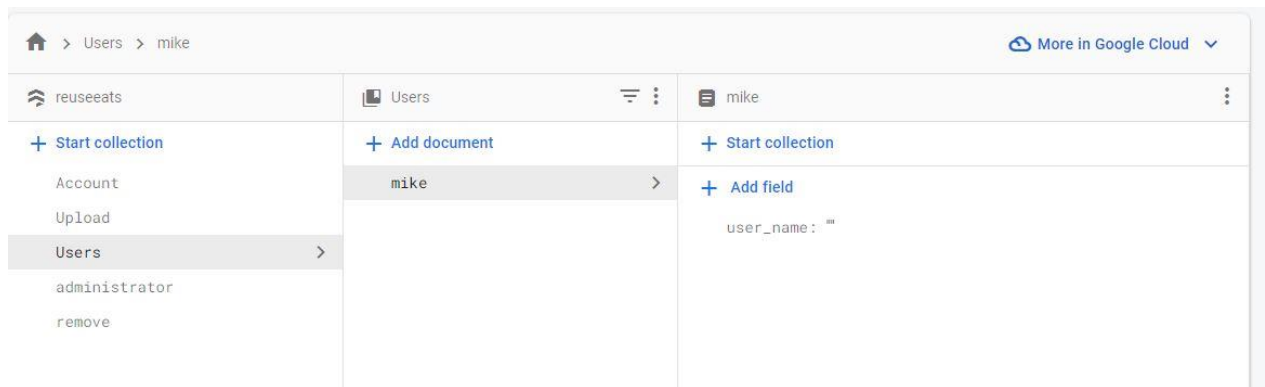 Users > mike
More in Google Cloud
reuseeats
Users
mike
+ Start collection
+ Add document
+ Start collection
Account
mike
+ Add field
Upload
user_name: ""
Users
administrator
remove